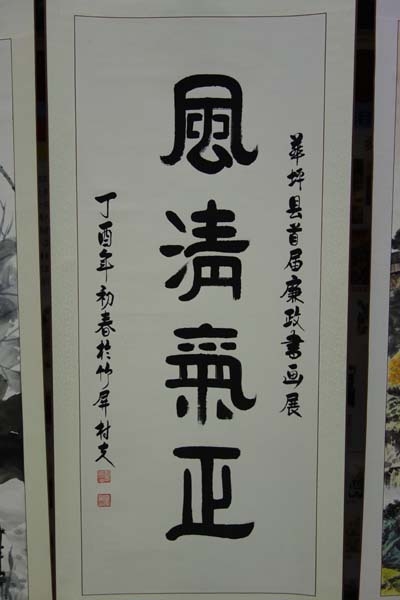 華坪县首届廉政書画展
風清氣正
丁酉年初春於竹屏村夫